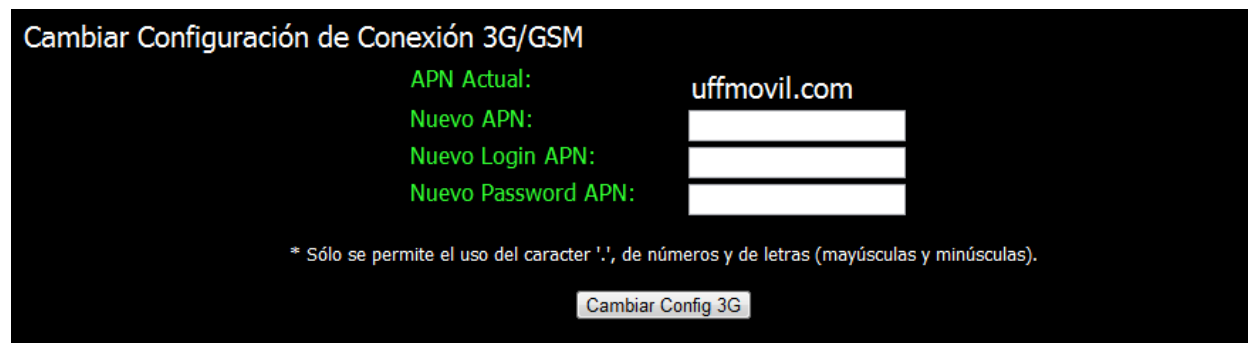 Cambiar Configuración de Conexión 3G/GSM
APN Actual: uffmovil.com
Nuevo APN:
Nuevo Login APN:
Nuevo Password APN:
* Sólo se permite el uso del caracter '.', de números y de letras (mayúsculas y minúsculas).
Cambiar Config 3G